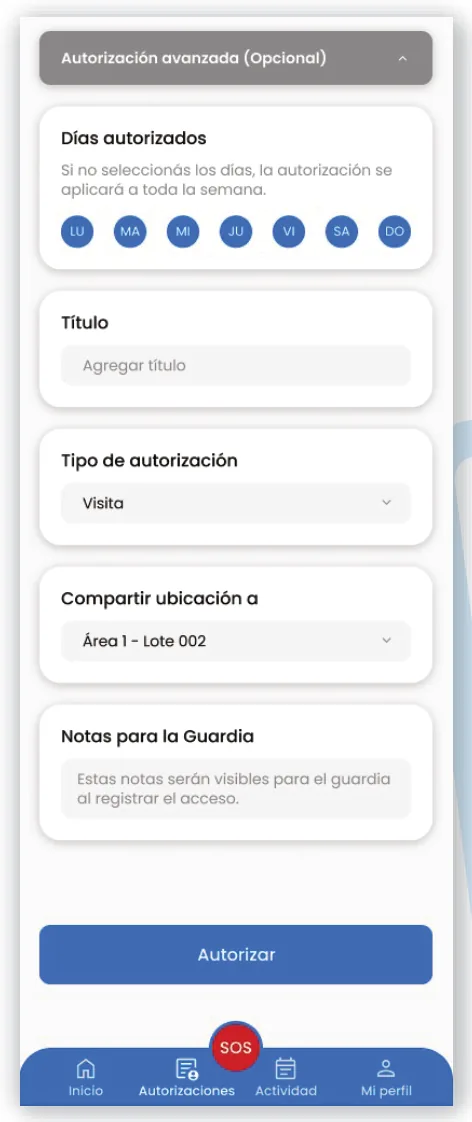 Autorización avanzada (Opcional)
Días autorizados
Si no seleccionás los días, la autorización se
aplicará a toda la semana.
LU MA MI JU VI SA DO
Título
Agregar título
Tipo de autorización
Visita
Compartir ubicación a
Área 1 - Lote 002
Notas para la Guardia
Estas notas serán visibles para el guardia
al registrar el acceso.
Autorizar
SOS
Inicio Autorizaciones Actividad Mi perfil